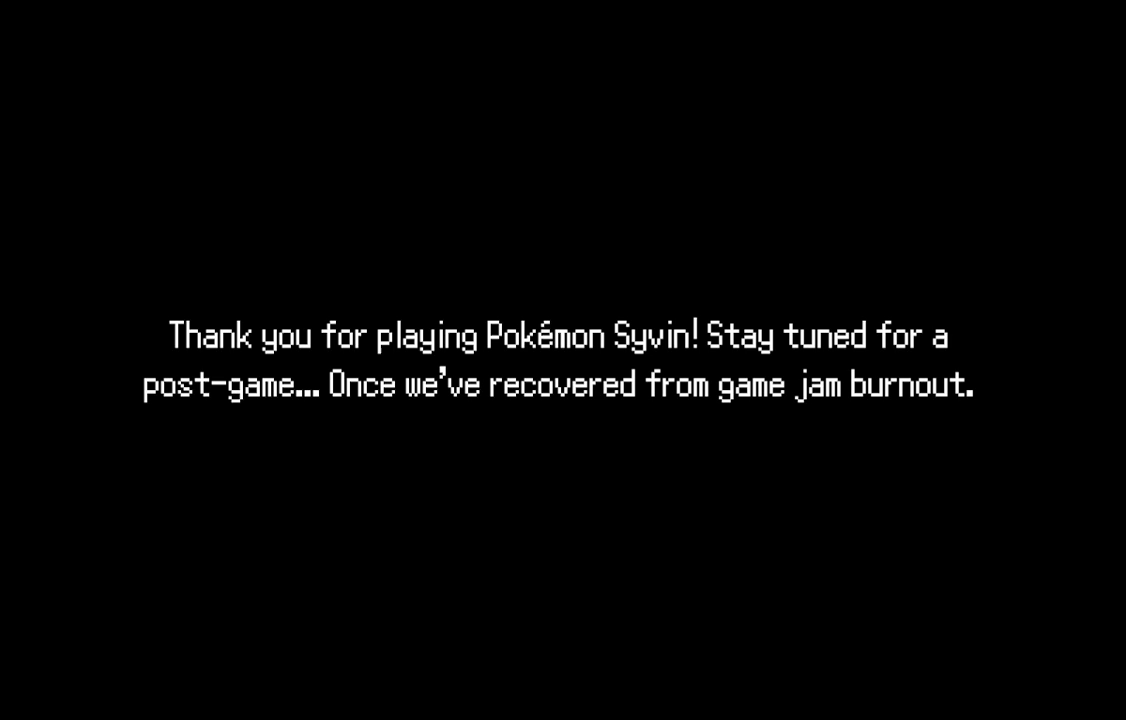 Thank you for playing Pokémon Syvin! Stay tuned for a
post-game... Once we've recovered from game jam burnout.